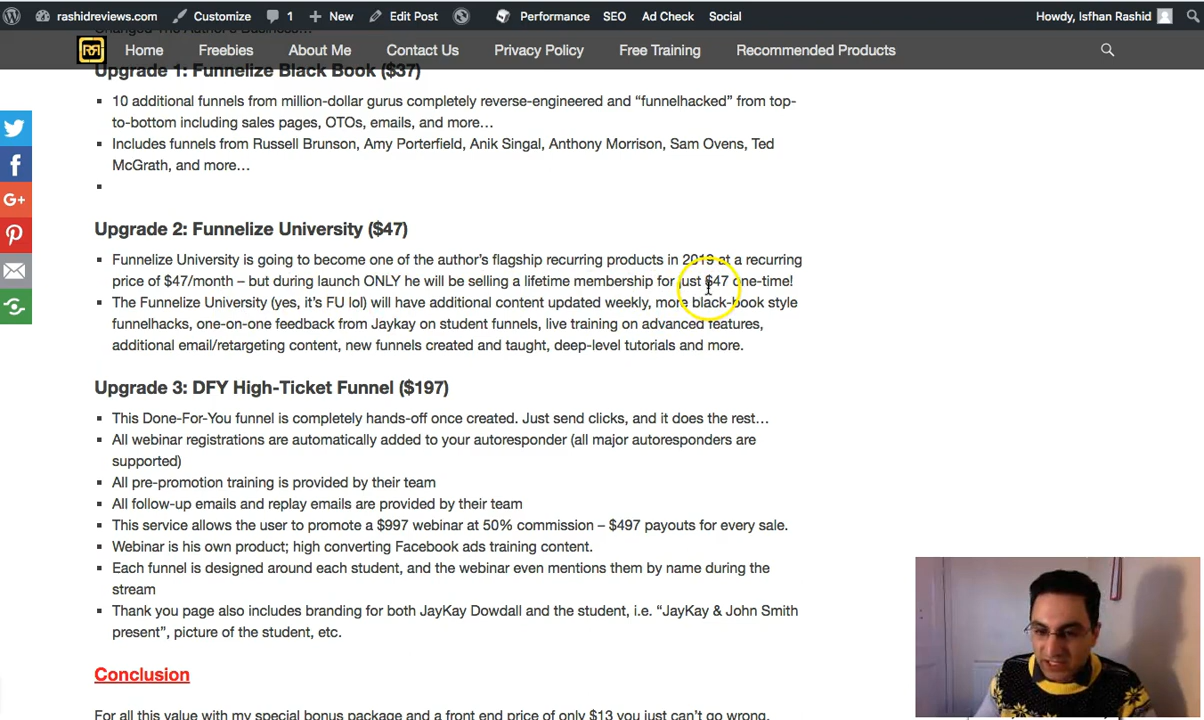 rashidreviews.com Customize 1 New Edit Post Performance SEO Ad Check Social Howdy, Isfhan Rashid
Changed The Author's Business...
RR Home Freebies About Me Contact Us Privacy Policy Free Training Recommended Products
Upgrade 1: Funnelize Black Book ($37)
10 additional funnels from million-dollar gurus completely reverse-engineered and “funnelhacked” from top-
to-bottom including sales pages, OTOs, emails, and more…
Includes funnels from Russell Brunson, Amy Porterfield, Anik Singal, Anthony Morrison, Sam Ovens, Ted
McGrath, and more…
Upgrade 2: Funnelize University ($47)
Funnelize University is going to become one of the author’s flagship recurring products in 2019 at a recurring
price of $47/month – but during launch ONLY he will be selling a lifetime membership for just $47 one-time!
The Funnelize University (yes, it’s FU lol) will have additional content updated weekly, more black-book style
funnelhacks, one-on-one feedback from Jaykay on student funnels, live training on advanced features,
additional email/retargeting content, new funnels created and taught, deep-level tutorials and more.
Upgrade 3: DFY High-Ticket Funnel ($197)
This Done-For-You funnel is completely hands-off once created. Just send clicks, and it does the rest…
All webinar registrations are automatically added to your autoresponder (all major autoresponders are
supported)
All pre-promotion training is provided by their team
All follow-up emails and replay emails are provided by their team
This service allows the user to promote a $997 webinar at 50% commission – $497 payouts for every sale.
Webinar is his own product; high converting Facebook ads training content.
Each funnel is designed around each student, and the webinar even mentions them by name during the
stream
Thank you page also includes branding for both JayKay Dowdall and the student, i.e. “JayKay & John Smith
present”, picture of the student, etc.
Conclusion
For all this value with my special bonus package and a front end price of only $13 you just can’t go wrong.